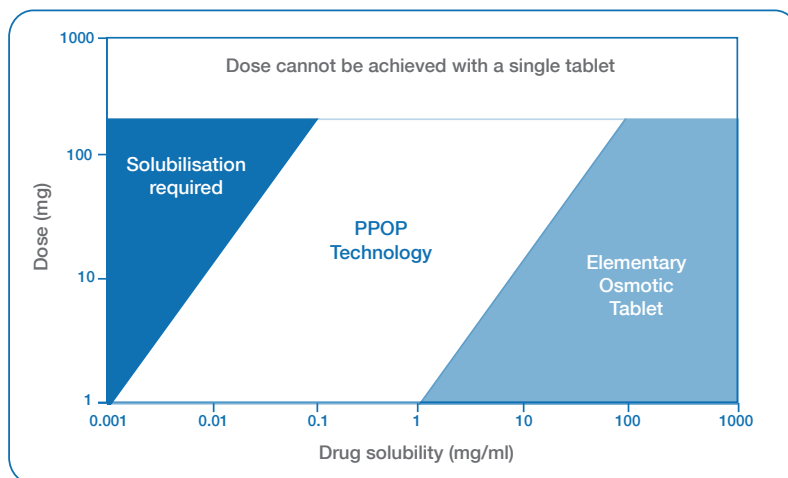 1000
Dose cannot be achieved with a single tablet
100
Solubilisation
required
PPOP
Technology
Dose (mg)
10
Elementary
Osmotic
Tablet
1
0.001
0.01
0.1
1
10
100
1000
Drug solubility (mg/ml)